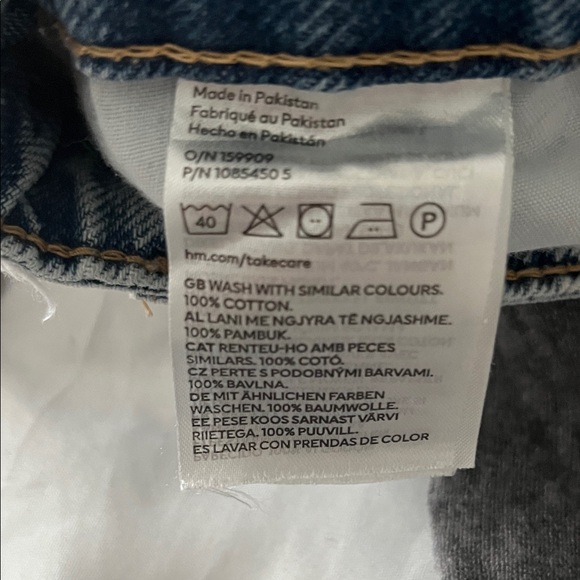 Made in Pakistan
Fabriqué au Pakistan
Hecho en Pakistán
O/N 159909
P/N 1085450 5
40 P
hm.com/takecare
GB WASH WITH SIMILAR COLOURS.
100% COTTON.
AL LANI ME NGJYRA TË NGJASHME.
100% PAMBUK.
CAT RENTEU-HO AMB PECES
SIMILARS. 100% COTÓ.
CZ PERTE S PODOBNÝMI BARVAMI.
100% BAVLNA.
DE MIT ÄHNLICHEN FARBEN
WASCHEN. 100% BAUMWOLLE.
EE PESE KOOS SARNAST VÄRVI
RIIETEGA. 100% PUUVILL.
ES LAVAR CON PRENDAS DE COLOR